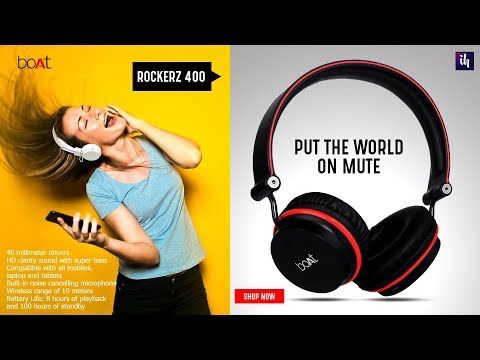 boAt
ROCKERZ 400
40 millimeter drivers
HD clarity sound with super bass
Compatible with all mobiles,
laptop and tablets
Built-in noise cancelling microphone
Wireless range of 10 meters
Battery Life: 8 hours of playback
and 100 hours of standby
PUT THE WORLD
ON MUTE
boAt
SHOP NOW